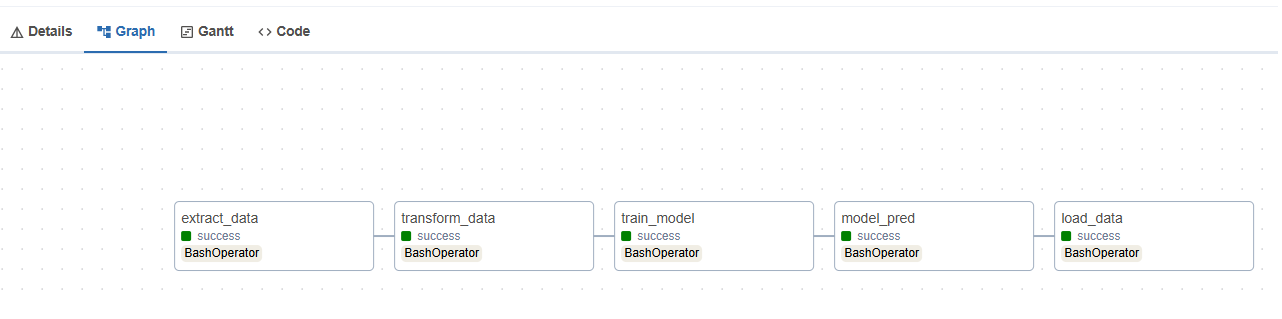 Details Graph Gantt Code
extract_data transform_data train_model model_pred load_data
success success success success success
BashOperator BashOperator BashOperator BashOperator BashOperator